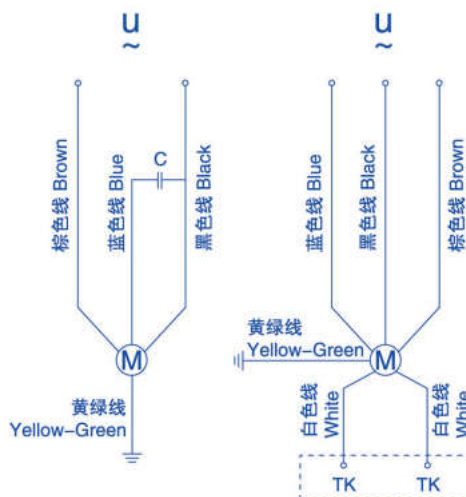 u
~
C
棕色线 Brown
蓝色线 Blue
黑色线 Black
M
黄绿线
Yellow-Green
u
~
蓝色线 Blue
黑色线 Black
棕色线 Brown
黄绿线
Yellow-Green
M
白色线
White
白色线
White
TK
TK